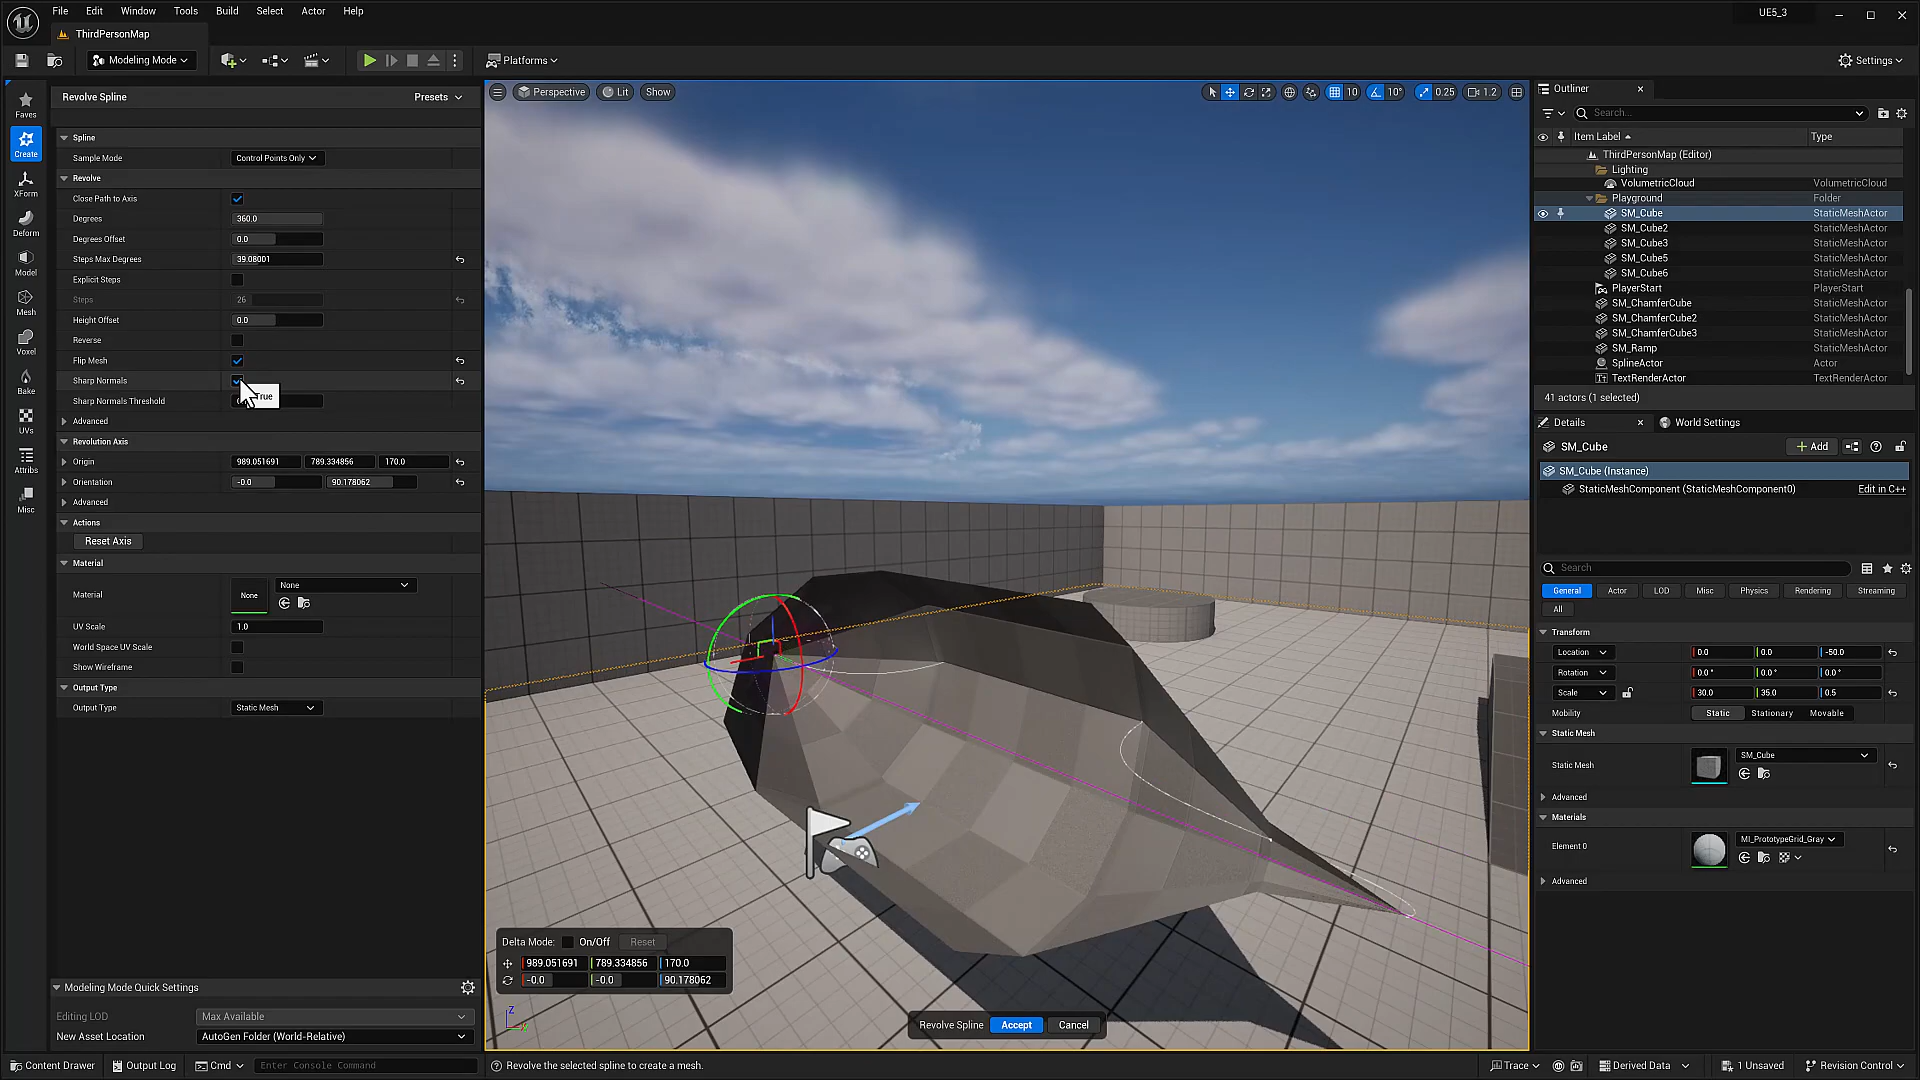 File Edit Window Tools Build Select Actor Help
UE5_3
ThirdPersonMap
Modeling Mode
Platforms
Settings
Faves
Create
XForm
Deform
Model
Mesh
Voxel
Bake
UVs
Attribs
Misc
Revolve Spline
Presets
Spline
Sample Mode
Control Points Only
Revolve
Close Path to Axis
Degrees
360.0
Degrees Offset
0.0
Steps Max Degrees
39.08001
Explicit Steps
Steps
26
Height Offset
0.0
Reverse
Flip Mesh
Sharp Normals
True
Sharp Normals Threshold
Advanced
Revolution Axis
Origin
989.051691 789.334856 170.0
Orientation
-0.0 90.178062
Advanced
Actions
Reset Axis
Material
Material
None
None
UV Scale
1.0
World Space UV Scale
Show Wireframe
Output Type
Output Type
Static Mesh
Modeling Mode Quick Settings
Editing LOD
Max Available
New Asset Location
AutoGen Folder (World-Relative)
Perspective
Lit
Show
10
10°
0.25
1.2
Delta Mode: On/Off Reset
989.051691 789.334856 170.0
-0.0 -0.0 90.178062
Z
Revolve Spline Accept Cancel
Outliner
Search...
Item Label
Type
ThirdPersonMap (Editor)
Lighting
VolumetricCloud VolumetricCloud
Playground Folder
SM_Cube StaticMeshActor
SM_Cube2 StaticMeshActor
SM_Cube3 StaticMeshActor
SM_Cube5 StaticMeshActor
SM_Cube6 StaticMeshActor
PlayerStart PlayerStart
SM_ChamferCube StaticMeshActor
SM_ChamferCube2 StaticMeshActor
SM_ChamferCube3 StaticMeshActor
SM_Ramp StaticMeshActor
SplineActor Actor
TextRenderActor TextRenderActor
41 actors (1 selected)
Details
World Settings
SM_Cube
Add
SM_Cube (Instance)
StaticMeshComponent (StaticMeshComponent0)
Edit in C++
Search
General Actor LOD Misc Physics Rendering Streaming
All
Transform
Location
0.0 0.0 -50.0
Rotation
0.0° 0.0° 0.0°
Scale
30.0 35.0 0.5
Mobility
Static Stationary Movable
Static Mesh
Static Mesh
SM_Cube
Advanced
Materials
Element 0
MI_PrototypeGrid_Gray
Advanced
Content Drawer
Output Log
Cmd
Enter Console Command
Revolve the selected spline to create a mesh.
Trace
Derived Data
1 Unsaved
Revision Control